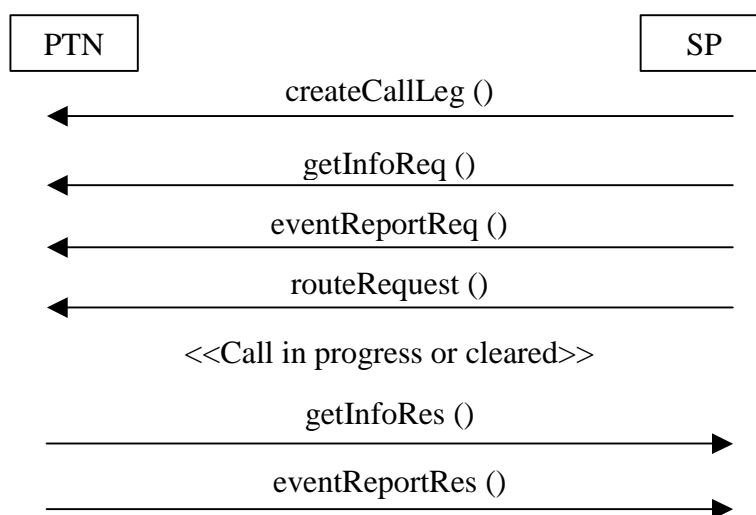 PTN
SP
createCallLeg ()
getInfoReq ()
eventReportReq ()
routeRequest ()
<<Call in progress or cleared>>
getInfoRes ()
eventReportRes ()